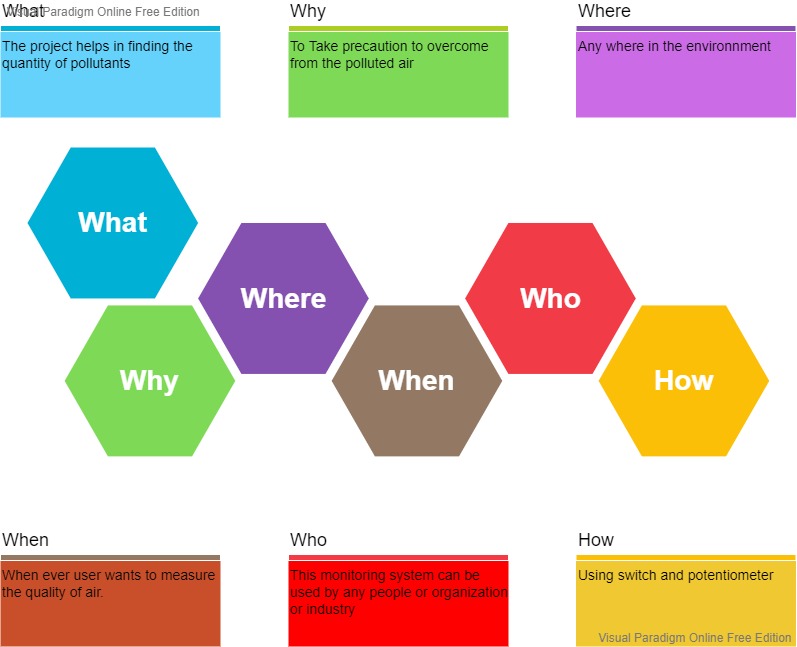 What
Visual Paradigm Online Free Edition
Why
Where
The project helps in finding the
quantity of pollutants
To Take precaution to overcome
from the polluted air
Any where in the environnment
What
Where
Who
Why
When
How
When
Who
How
When ever user wants to measure
the quality of air.
This monitoring system can be
used by any people or organization
or industry
Using switch and potentiometer
Visual Paradigm Online Free Edition